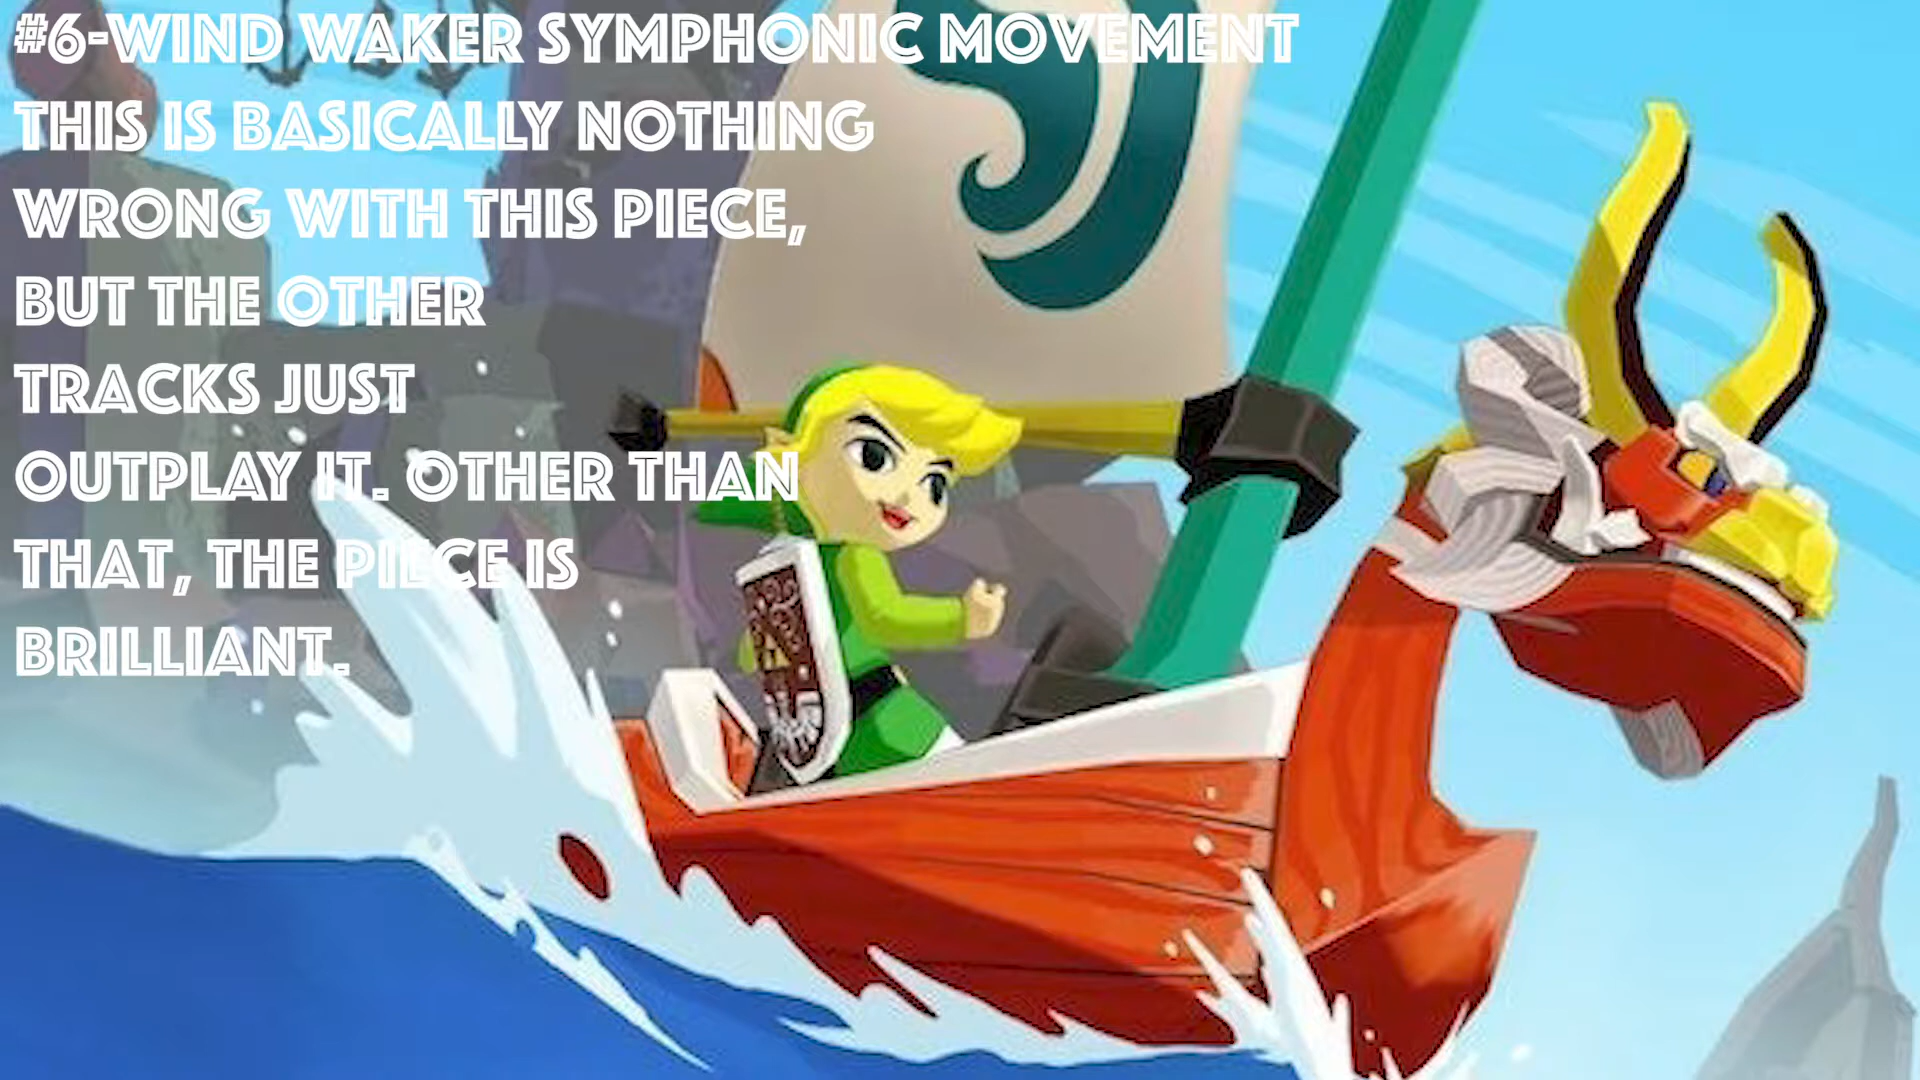 #6-WIND WAKER SYMPHONIC MOVEMENT
THIS IS BASICALLY NOTHING
WRONG WITH THIS PIECE,
BUT THE OTHER
TRACKS JUST
OUTPLAY IT. OTHER THAN
THAT, THE PIECE IS
BRILLIANT.